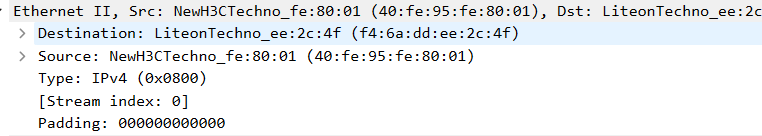 Ethernet II, Src: NewH3CTechno_fe:80:01 (40:fe:95:fe:80:01), Dst: LiteonTechno_ee:2c
Destination: LiteonTechno_ee:2c:4f (f4:6a:dd:ee:2c:4f)
Source: NewH3CTechno_fe:80:01 (40:fe:95:fe:80:01)
Type: IPv4 (0x0800)
[Stream index: 0]
Padding: 000000000000